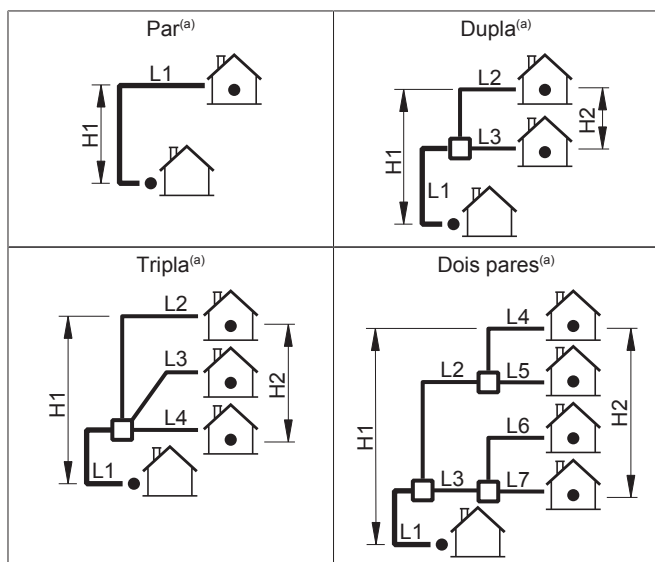 Par(a)
L1
H1
Dupla(a)
L2
L3
H1
H2
L1
Tripla(a)
L2
L3
L4
H1
H2
L1
Dois pares(a)
L4
L2
L5
L6
L3
L7
H1
H2
L1